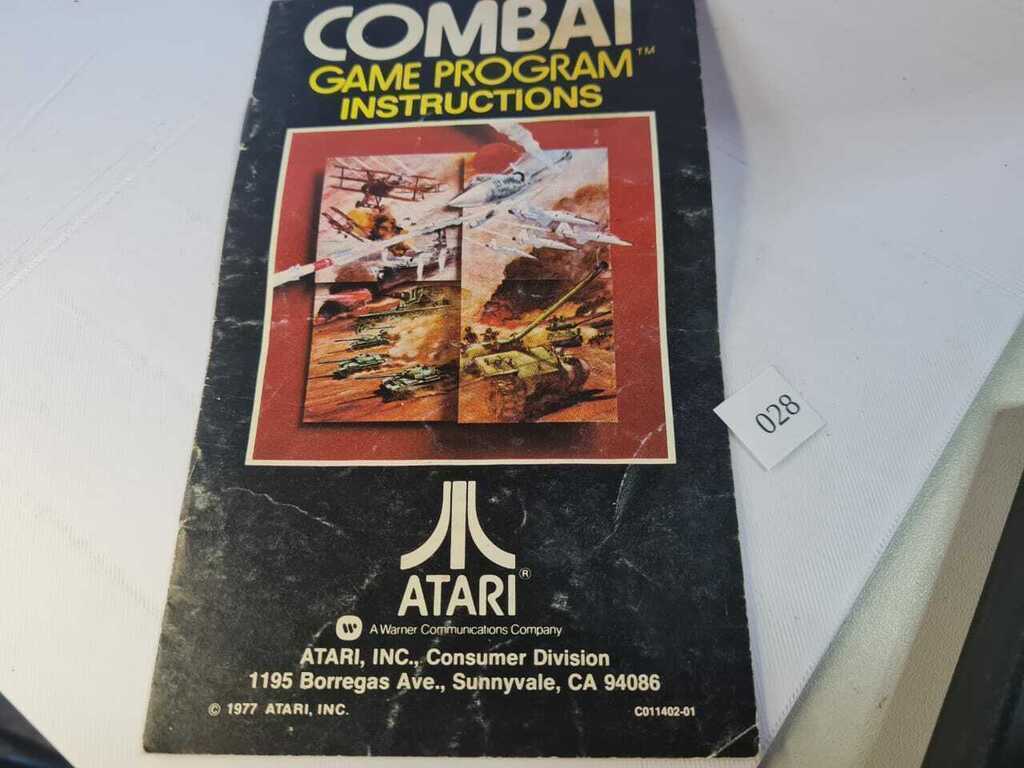 COMBAT
GAME PROGRAM™
INSTRUCTIONS
028
ATARI®
W A Warner Communications Company
ATARI, INC., Consumer Division
1195 Borregas Ave., Sunnyvale, CA 94086
© 1977 ATARI, INC. C011402-01